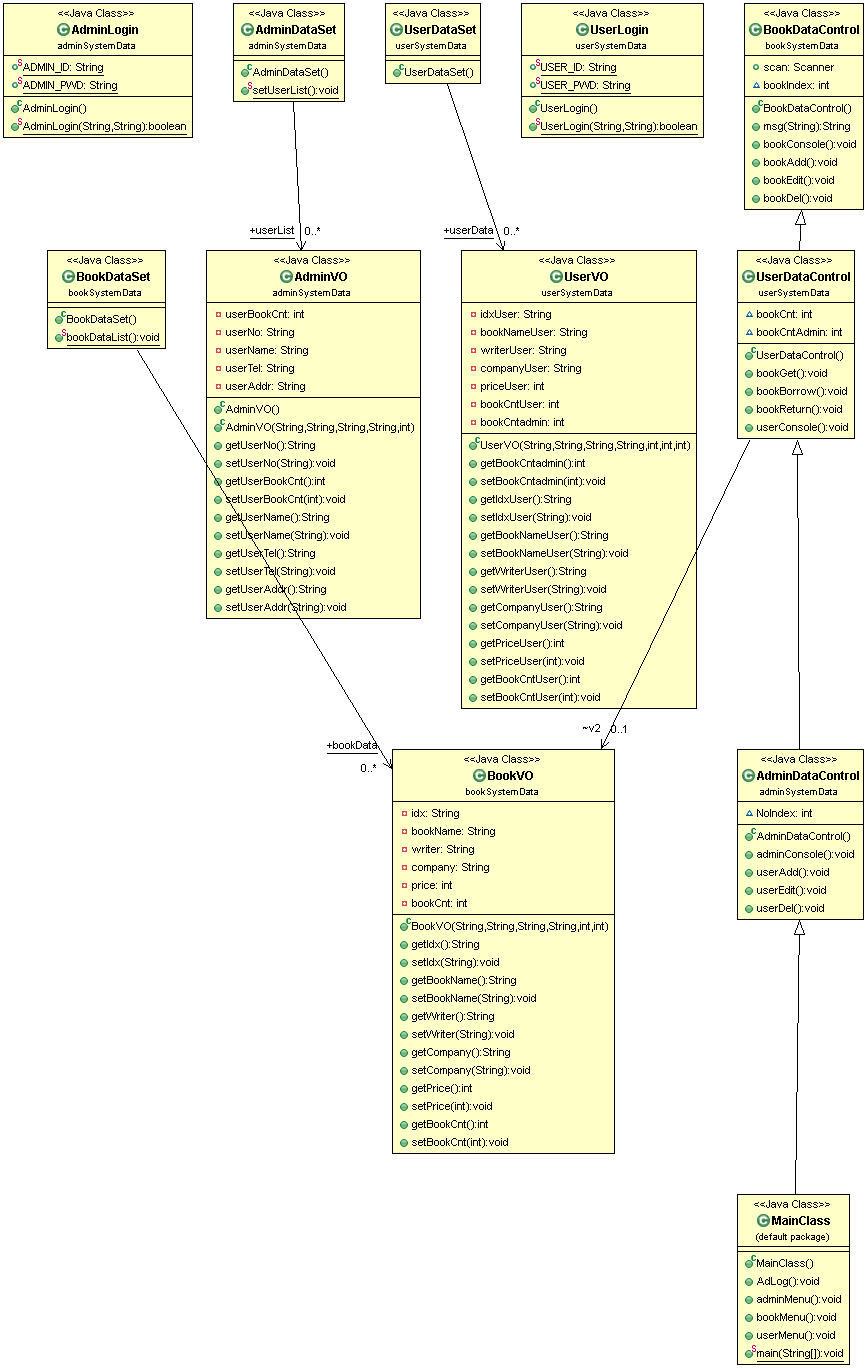 <<Java Class>>
AdminLogin
adminSystemData
ADMIN_ID: String
ADMIN_PWD: String
AdminLogin()
AdminLogin(String,String):boolean
<<Java Class>>
AdminDataSet
adminSystemData
AdminDataSet()
setUserList():void
<<Java Class>>
UserDataSet
userSystemData
UserDataSet()
<<Java Class>>
UserLogin
userSystemData
USER_ID: String
USER_PWD: String
UserLogin()
UserLogin(String,String):boolean
<<Java Class>>
BookDataControl
bookSystemData
scan: Scanner
bookIndex: int
BookDataControl()
msg(String):String
bookConsole():void
bookAdd():void
bookEdit():void
bookDel():void
+userList
0..*
+userData
0..*
<<Java Class>>
BookDataSet
bookSystemData
BookDataSet()
bookDataList():void
<<Java Class>>
AdminVO
adminSystemData
userBookCnt: int
userNo: String
userName: String
userTel: String
userAddr: String
AdminVO()
AdminVO(String,String,String,String,int)
getUserNo():String
setUserNo(String):void
getUserBookCnt():int
setUserBookCnt(int):void
getUserName():String
setUserName(String):void
getUserTel():String
setUserTel(String):void
getUserAddr():String
setUserAddr(String):void
<<Java Class>>
UserVO
userSystemData
idxUser: String
bookNameUser: String
writerUser: String
companyUser: String
priceUser: int
bookCntUser: int
bookCntadmin: int
UserVO(String,String,String,String,int,int,int)
getBookCntadmin():int
setBookCntadmin(int):void
getIdxUser():String
setIdxUser(String):void
getBookNameUser():String
setBookNameUser(String):void
getWriterUser():String
setWriterUser(String):void
getCompanyUser():String
setCompanyUser(String):void
getPriceUser():int
setPriceUser(int):void
getBookCntUser():int
setBookCntUser(int):void
<<Java Class>>
UserDataControl
userSystemData
bookCnt: int
bookCntAdmin: int
UserDataControl()
bookGet():void
bookBorrow():void
bookReturn():void
userConsole():void
+bookData
0..*
~v2
0..1
<<Java Class>>
BookVO
bookSystemData
idx: String
bookName: String
writer: String
company: String
price: int
bookCnt: int
BookVO(String,String,String,String,int,int)
getIdx():String
setIdx(String):void
getBookName():String
setBookName(String):void
getWriter():String
setWriter(String):void
getCompany():String
setCompany(String):void
getPrice():int
setPrice(int):void
getBookCnt():int
setBookCnt(int):void
<<Java Class>>
AdminDataControl
adminSystemData
NoIndex: int
AdminDataControl()
adminConsole():void
userAdd():void
userEdit():void
userDel():void
<<Java Class>>
MainClass
(default package)
MainClass()
AdLog():void
adminMenu():void
bookMenu():void
userMenu():void
main(String[]):void